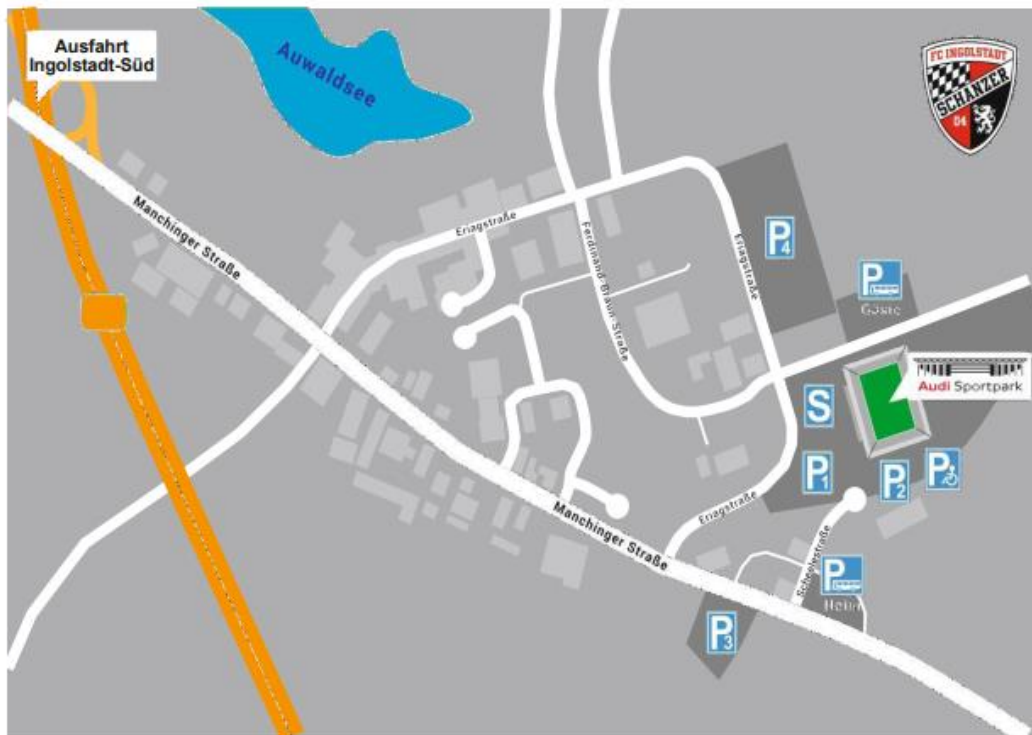 Ausfahrt
Ingolstadt-Süd
Auwaldsee
FC INGOLSTADT
SCHANZER
04
Manchinger Straße
Eriagstraße
Ferdinand-Braun-Straße
Eriagstraße
P4
P
Gäste
Audi Sportpark
S
P1
P2
P
Eriagstraße
Manchinger Straße
Scheelestraße
P
Heim
P3